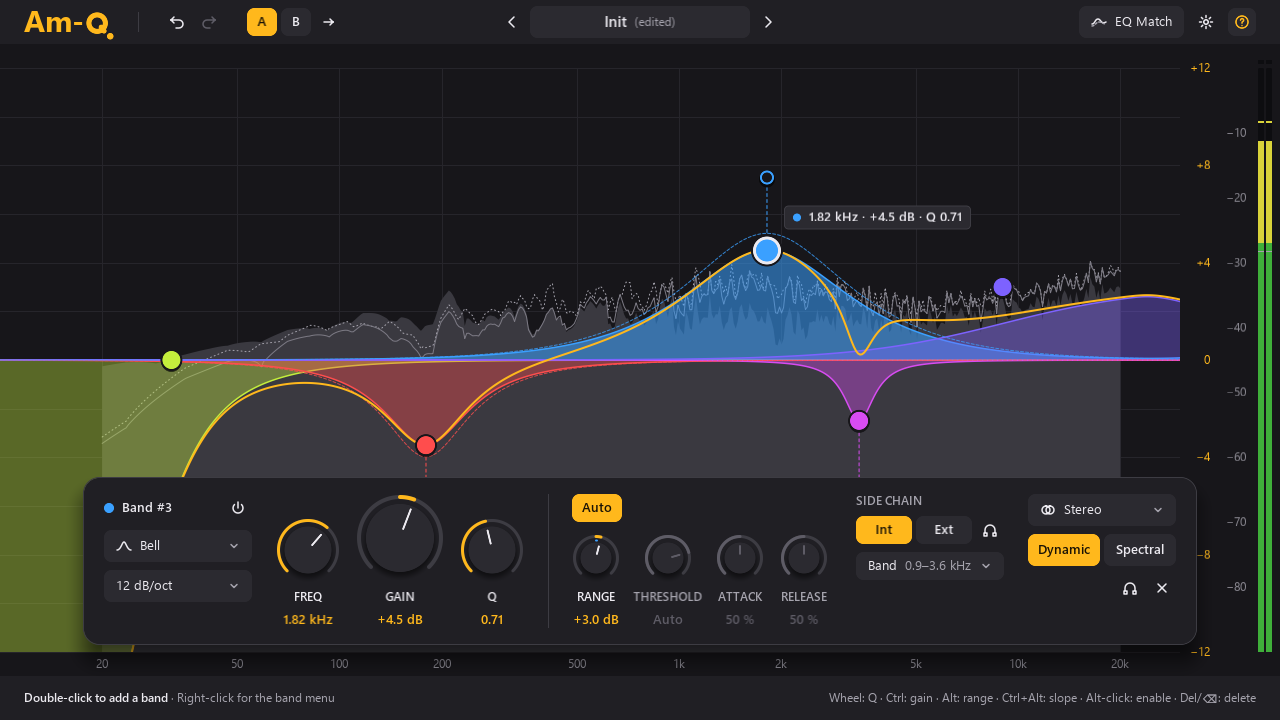 Am-Q
A B
Init (edited)
EQ Match
+12
+8
+4
0
−4
−8
−12
−10
−20
−30
−40
−50
−60
−70
−80
1.82 kHz · +4.5 dB · Q 0.71
Band #3
Bell
12 dB/oct
FREQ
1.82 kHz
GAIN
+4.5 dB
Q
0.71
Auto
RANGE
+3.0 dB
THRESHOLD
Auto
ATTACK
50 %
RELEASE
50 %
SIDE CHAIN
Int Ext
Band 0.9–3.6 kHz
Stereo
Dynamic Spectral
20 50 100 200 500 1k 2k 5k 10k 20k
Double-click to add a band · Right-click for the band menu
Wheel: Q · Ctrl: gain · Alt: range · Ctrl+Alt: slope · Alt-click: enable · Del/⌫: delete